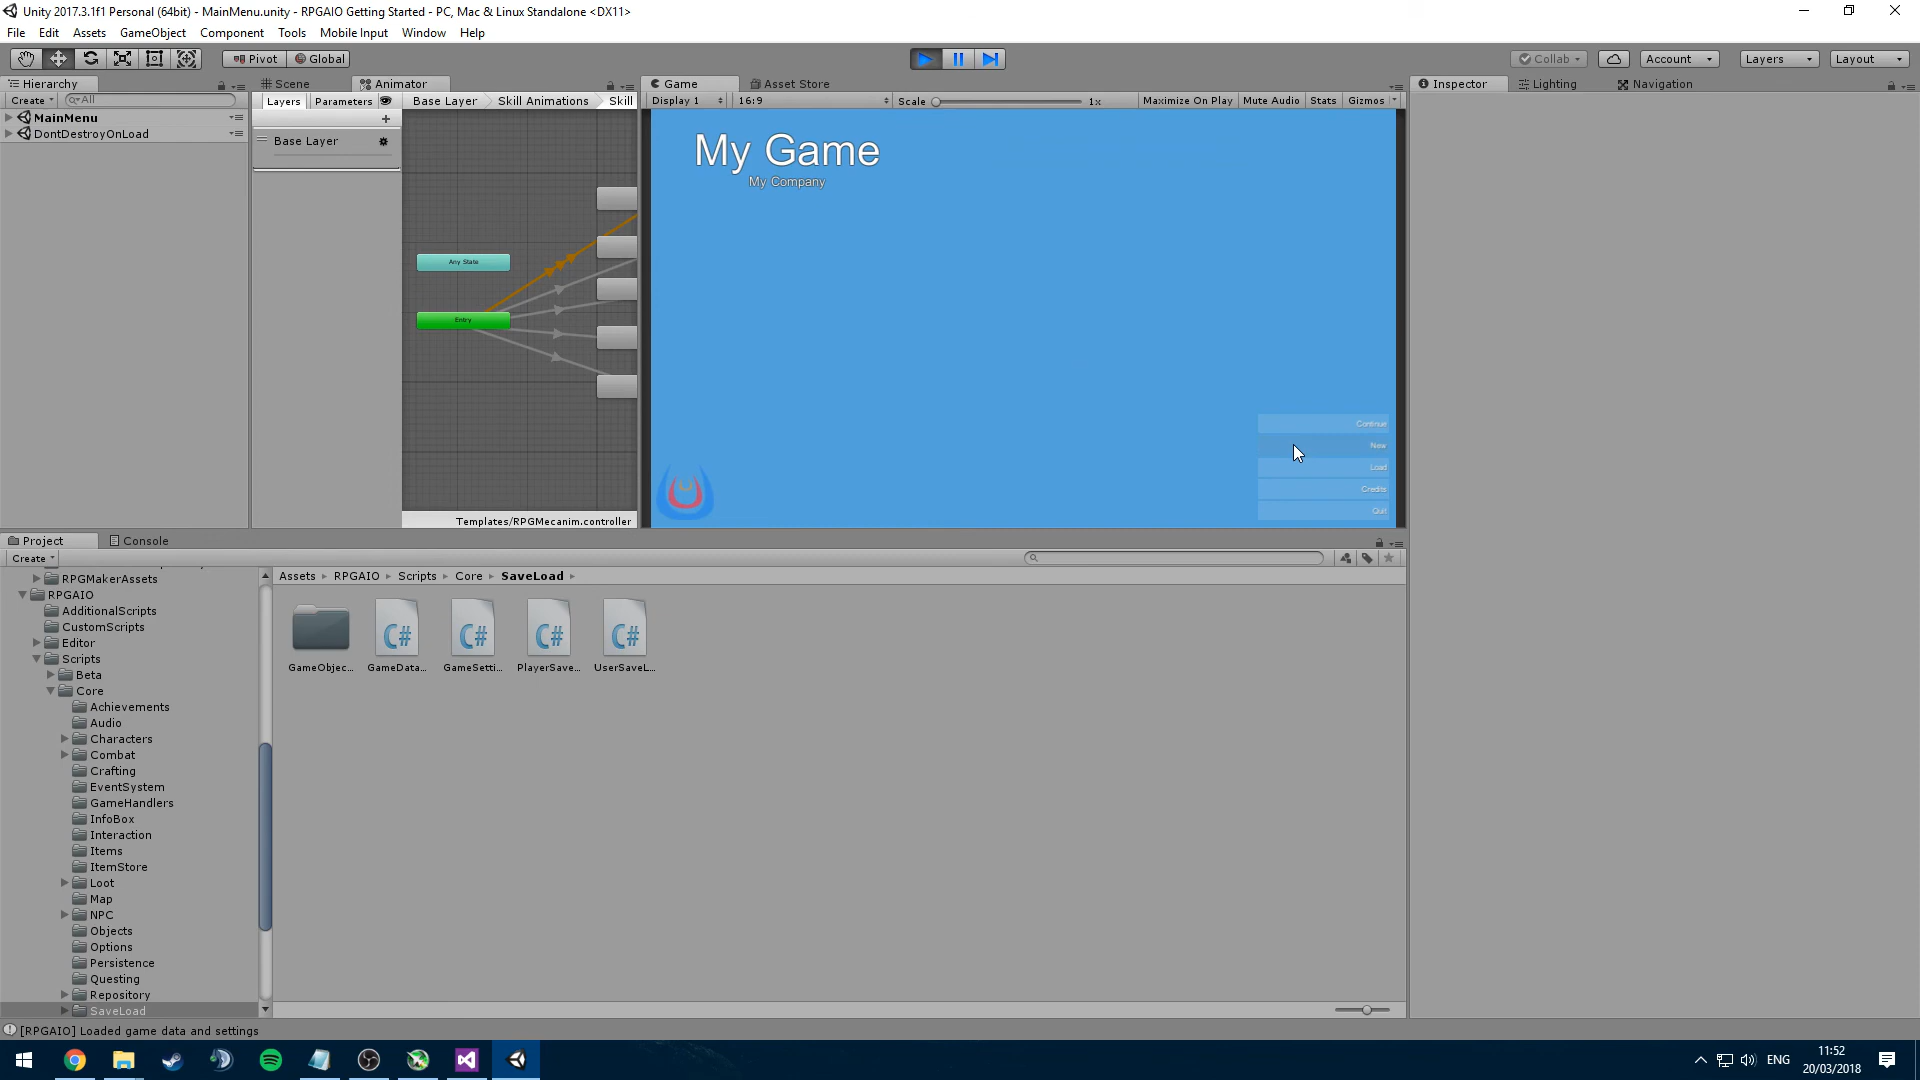 Unity 2017.3.1f1 Personal (64bit) - MainMenu.unity - RPGAIO Getting Started - PC, Mac & Linux Standalone <DX11>
File Edit Assets GameObject Component Tools Mobile Input Window Help
Pivot Global Collab Account Layers Layout
Hierarchy Scene Animator Game Asset Store Inspector Lighting Navigation
Create All Layers Parameters Base Layer Skill Animations Skill Display 1 16:9 Scale 1x Maximize On Play Mute Audio Stats Gizmos
MainMenu
DontDestroyOnLoad
Base Layer
Any State
Entry
Templates/RPGMecanim.controller
My Game
My Company
Continue
New
Load
Credits
Quit
Project Console
Create
RPGMakerAssets
RPGAIO
AdditionalScripts
CustomScripts
Editor
Scripts
Beta
Core
Achievements
Audio
Characters
Combat
Crafting
EventSystem
GameHandlers
InfoBox
Interaction
Items
ItemStore
Loot
Map
NPC
Objects
Options
Persistence
Questing
Repository
SaveLoad
Assets RPGAIO Scripts Core SaveLoad
C# C# C# C#
GameObjec... GameData... GameSetti... PlayerSave... UserSaveL...
[RPGAIO] Loaded game data and settings
ENG
11:52
20/03/2018